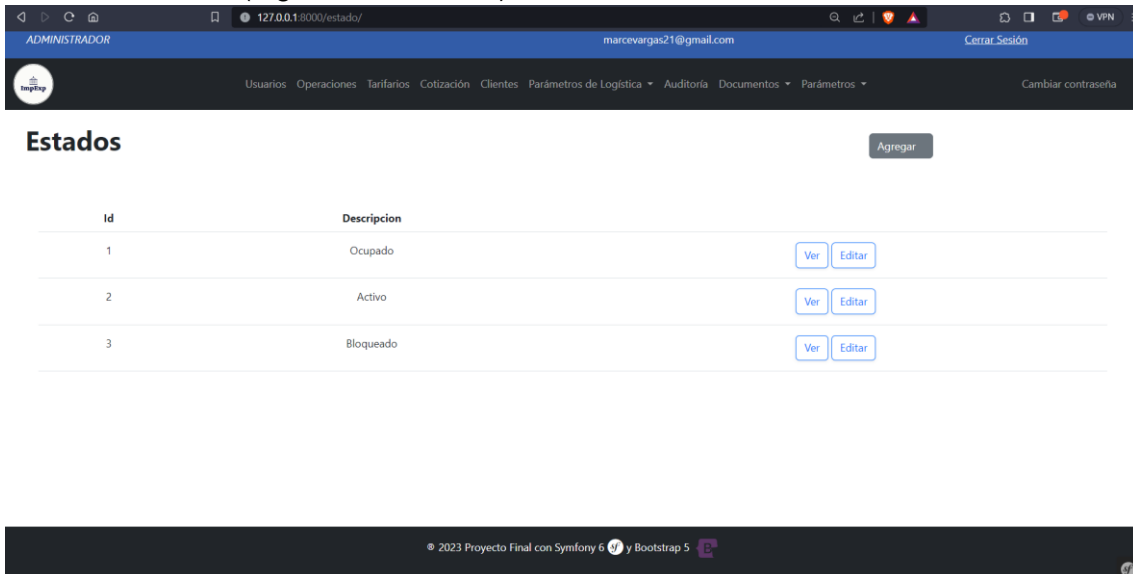 127.0.0.1:8000/estado/
VPN
ADMINISTRADOR marcevargas21@gmail.com Cerrar Sesión
ImpExp Usuarios Operaciones Tarifarios Cotización Clientes Parámetros de Logística Auditoría Documentos Parámetros Cambiar contraseña
Estados Agregar
Id Descripcion
1 Ocupado Ver Editar
2 Activo Ver Editar
3 Bloqueado Ver Editar
® 2023 Proyecto Final con Symfony 6 sf y Bootstrap 5 B